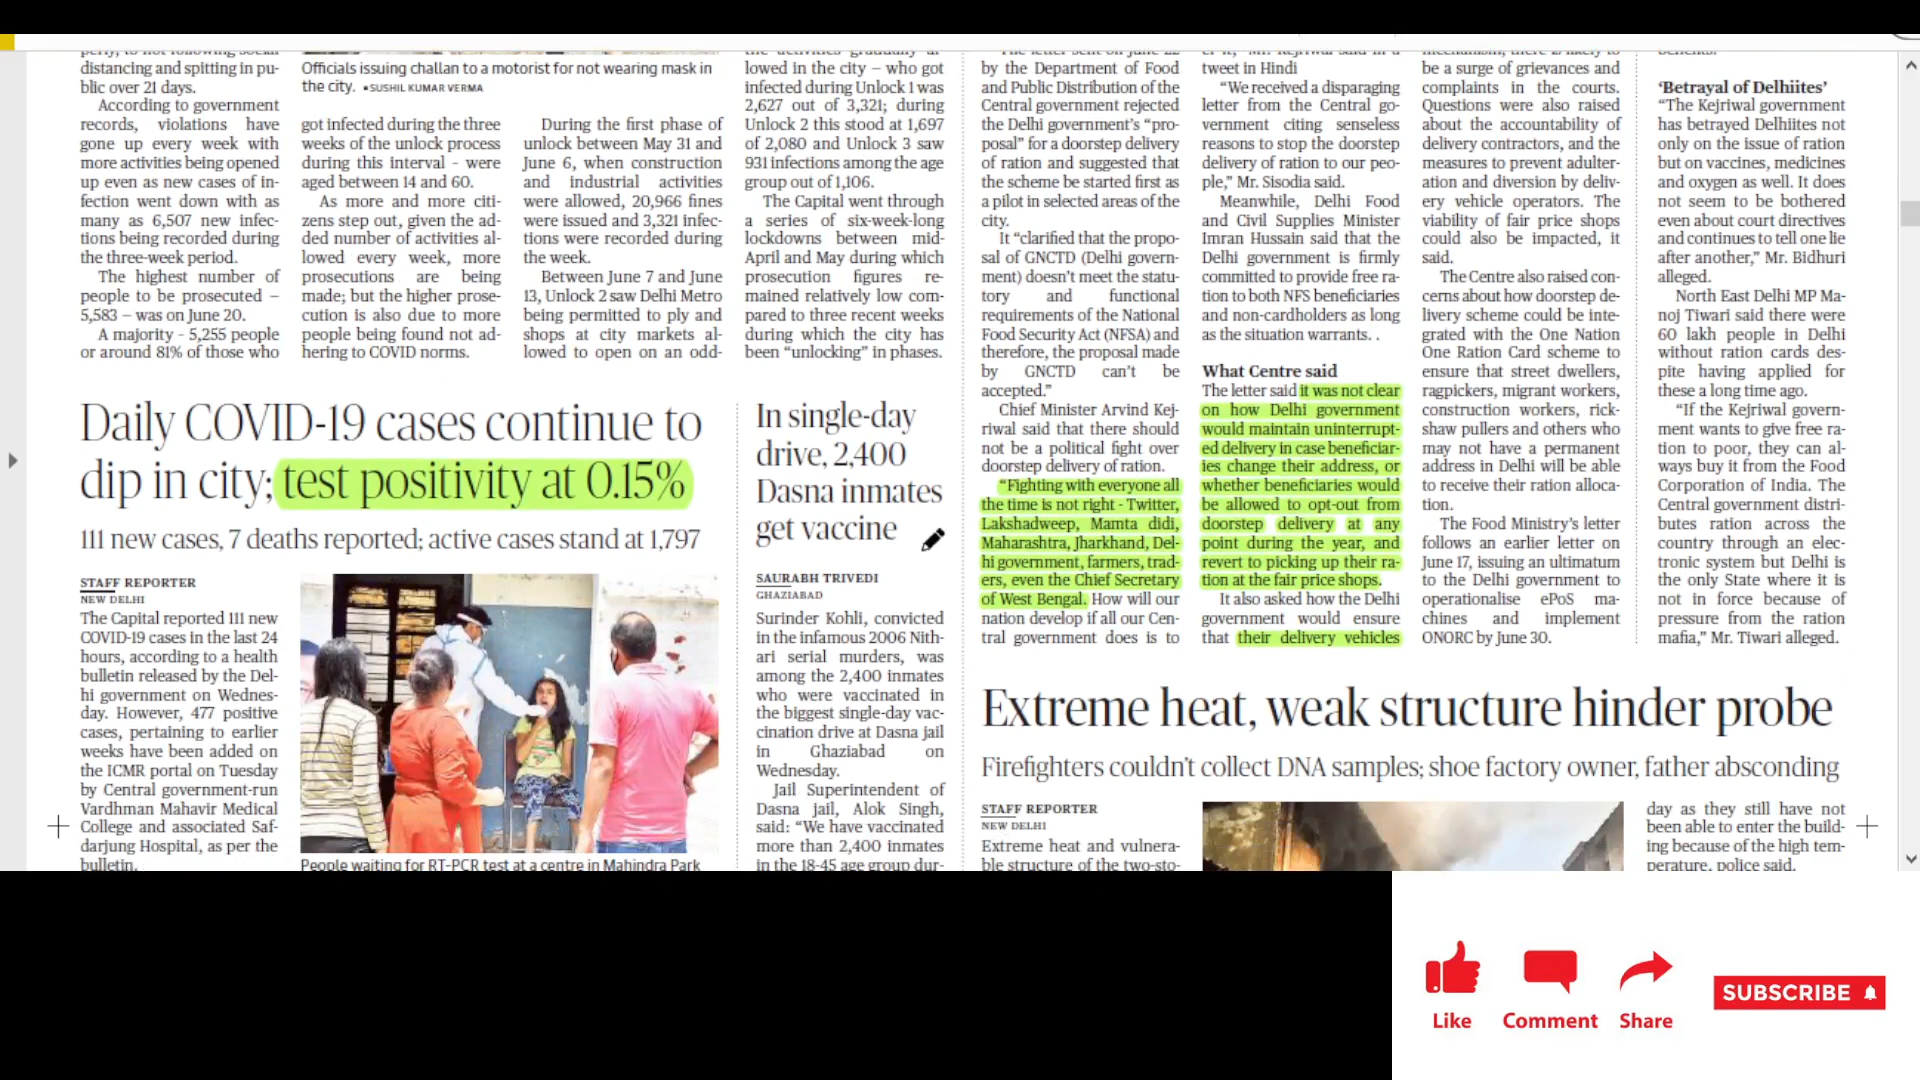 perly, to not following social
distancing and spitting in pu-
blic over 21 days.
According to government
records, violations have
gone up every week with
more activities being opened
up even as new cases of in-
fection went down with as
many as 6,507 new infec-
tions being recorded during
the three-week period.
The highest number of
people to be prosecuted –
5,583 – was on June 20.
A majority - 5,255 people
or around 81% of those who
Officials issuing challan to a motorist for not wearing mask in
the city. ▪SUSHIL KUMAR VERMA
got infected during the three
weeks of the unlock process
during this interval - were
aged between 14 and 60.
As more and more citi-
zens step out, given the ad-
ded number of activities al-
lowed every week, more
prosecutions are being
made; but the higher prose-
cution is also due to more
people being found not ad-
hering to COVID norms.
During the first phase of
unlock between May 31 and
June 6, when construction
and industrial activities
were allowed, 20,966 fines
were issued and 3,321 infec-
tions were recorded during
the week.
Between June 7 and June
13, Unlock 2 saw Delhi Metro
being permitted to ply and
shops at city markets al-
lowed to open on an odd-
the activities gradually al-
lowed in the city – who got
infected during Unlock 1 was
2,627 out of 3,321; during
Unlock 2 this stood at 1,697
of 2,080 and Unlock 3 saw
931 infections among the age
group out of 1,106.
The Capital went through
a series of six-week-long
lockdowns between mid-
April and May during which
prosecution figures re-
mained relatively low com-
pared to three recent weeks
during which the city has
been “unlocking” in phases.
Daily COVID-19 cases continue to
dip in city; test positivity at 0.15%
111 new cases, 7 deaths reported; active cases stand at 1,797
STAFF REPORTER
NEW DELHI
The Capital reported 111 new
COVID-19 cases in the last 24
hours, according to a health
bulletin released by the Del-
hi government on Wednes-
day. However, 477 positive
cases, pertaining to earlier
weeks have been added on
the ICMR portal on Tuesday
by Central government-run
Vardhman Mahavir Medical
College and associated Saf-
darjung Hospital, as per the
bulletin.
People waiting for RT-PCR test at a centre in Mahindra Park
In single-day
drive, 2,400
Dasna inmates
get vaccine
SAURABH TRIVEDI
GHAZIABAD
Surinder Kohli, convicted
in the infamous 2006 Nith-
ari serial murders, was
among the 2,400 inmates
who were vaccinated in
the biggest single-day vac-
cination drive at Dasna jail
in Ghaziabad on
Wednesday.
Jail Superintendent of
Dasna jail, Alok Singh,
said: “We have vaccinated
more than 2,400 inmates
in the 18-45 age group dur-
The letter sent on June 22
by the Department of Food
and Public Distribution of the
Central government rejected
the Delhi government’s “pro-
posal” for a doorstep delivery
of ration and suggested that
the scheme be started first as
a pilot in selected areas of the
city.
It “clarified that the propo-
sal of GNCTD (Delhi govern-
ment) doesn’t meet the statu-
tory and functional
requirements of the National
Food Security Act (NFSA) and
therefore, the proposal made
by GNCTD can’t be
accepted.”
Chief Minister Arvind Kej-
riwal said that there should
not be a political fight over
doorstep delivery of ration.
“Fighting with everyone all
the time is not right - Twitter,
Lakshadweep, Mamta didi,
Maharashtra, Jharkhand, Del-
hi government, farmers, trad-
ers, even the Chief Secretary
of West Bengal. How will our
nation develop if all our Cen-
tral government does is to
er it,” Mr. Kejriwal said in a
tweet in Hindi
“We received a disparaging
letter from the Central go-
vernment citing senseless
reasons to stop the doorstep
delivery of ration to our peo-
ple,” Mr. Sisodia said.
Meanwhile, Delhi Food
and Civil Supplies Minister
Imran Hussain said that the
Delhi government is firmly
committed to provide free ra-
tion to both NFS beneficiaries
and non-cardholders as long
as the situation warrants. .
What Centre said
The letter said it was not clear
on how Delhi government
would maintain uninterrupt-
ed delivery in case beneficiar-
ies change their address, or
whether beneficiaries would
be allowed to opt-out from
doorstep delivery at any
point during the year, and
revert to picking up their ra-
tion at the fair price shops.
It also asked how the Delhi
government would ensure
that their delivery vehicles
mechanism, there is likely to
be a surge of grievances and
complaints in the courts.
Questions were also raised
about the accountability of
delivery contractors, and the
measures to prevent adulter-
ation and diversion by deliv-
ery vehicle operators. The
viability of fair price shops
could also be impacted, it
said.
The Centre also raised con-
cerns about how doorstep de-
livery scheme could be inte-
grated with the One Nation
One Ration Card scheme to
ensure that street dwellers,
ragpickers, migrant workers,
construction workers, rick-
shaw pullers and others who
may not have a permanent
address in Delhi will be able
to receive their ration alloca-
tion.
The Food Ministry’s letter
follows an earlier letter on
June 17, issuing an ultimatum
to the Delhi government to
operationalise ePoS ma-
chines and implement
ONORC by June 30.
benefits.
‘Betrayal of Delhiites’
“The Kejriwal government
has betrayed Delhiites not
only on the issue of ration
but on vaccines, medicines
and oxygen as well. It does
not seem to be bothered
even about court directives
and continues to tell one lie
after another,” Mr. Bidhuri
alleged.
North East Delhi MP Ma-
noj Tiwari said there were
60 lakh people in Delhi
without ration cards des-
pite having applied for
these a long time ago.
“If the Kejriwal govern-
ment wants to give free ra-
tion to poor, they can al-
ways buy it from the Food
Corporation of India. The
Central government distri-
butes ration across the
country through an elec-
tronic system but Delhi is
the only State where it is
not in force because of
pressure from the ration
mafia,” Mr. Tiwari alleged.
Extreme heat, weak structure hinder probe
Firefighters couldn’t collect DNA samples; shoe factory owner, father absconding
STAFF REPORTER
NEW DELHI
Extreme heat and vulnera-
ble structure of the two-sto-
day as they still have not
been able to enter the build-
ing because of the high tem-
perature, police said.
Like
Comment
Share
SUBSCRIBE